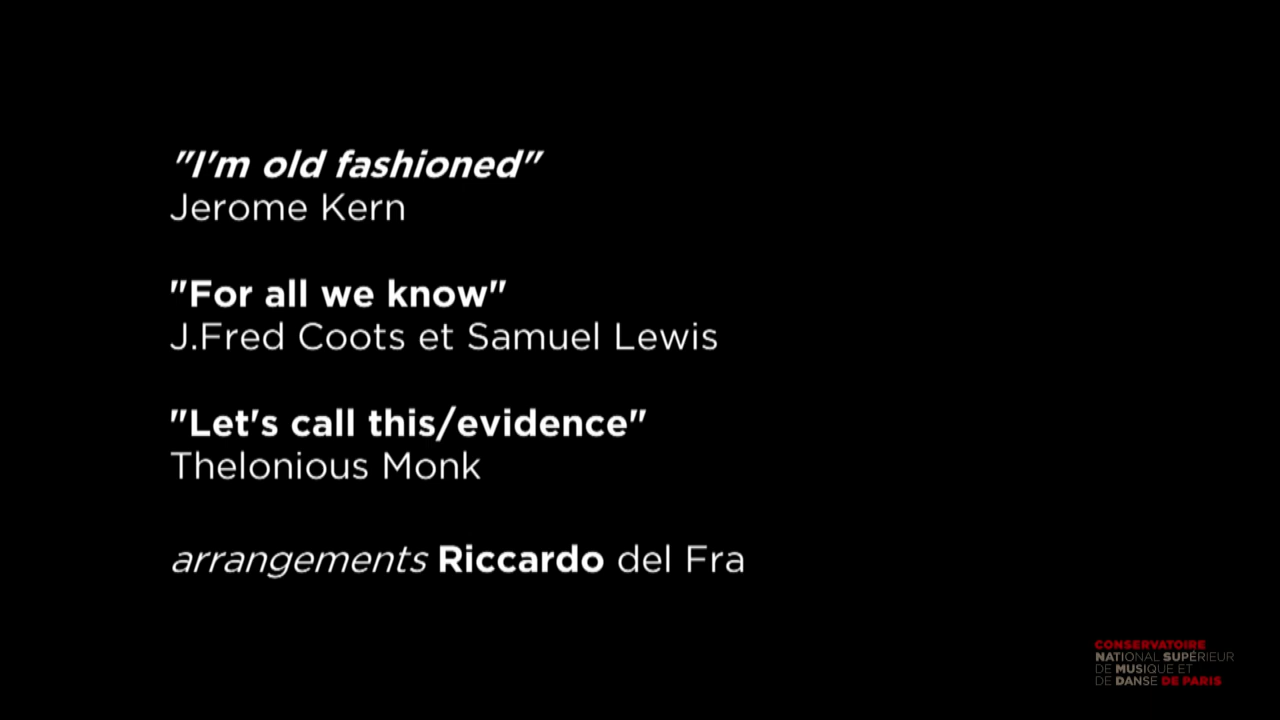 "I'm old fashioned"
Jerome Kern
"For all we know"
J.Fred Coots et Samuel Lewis
"Let's call this/evidence"
Thelonious Monk
arrangements Riccardo del Fra
CONSERVATOIRE
NATIONAL SUPÉRIEUR
DE MUSIQUE ET
DE DANSE DE PARIS